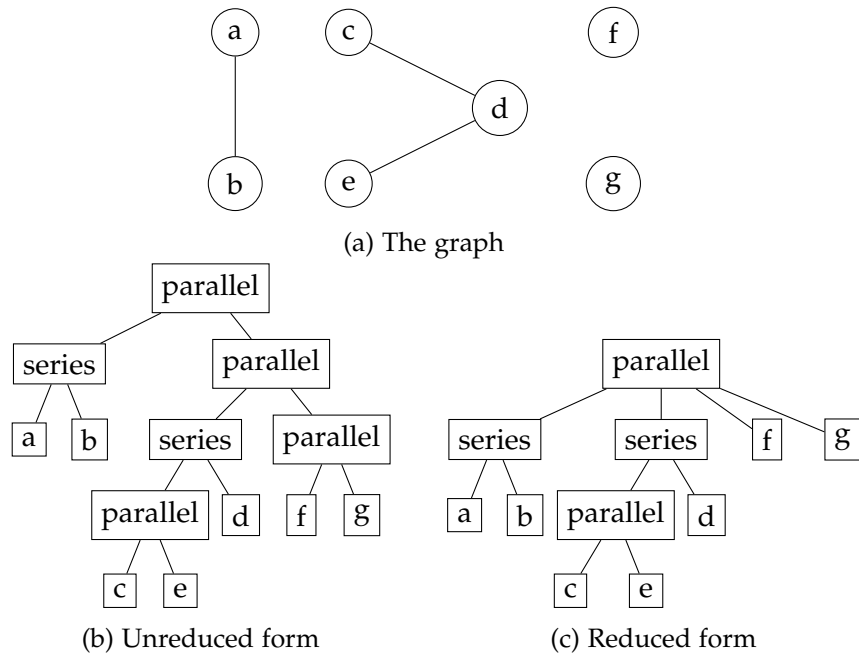 a c f
d
b e g
(a) The graph
parallel
series parallel
a b series parallel
parallel d f g
c e
(b) Unreduced form
parallel
series series f g
a b parallel d
c e
(c) Reduced form